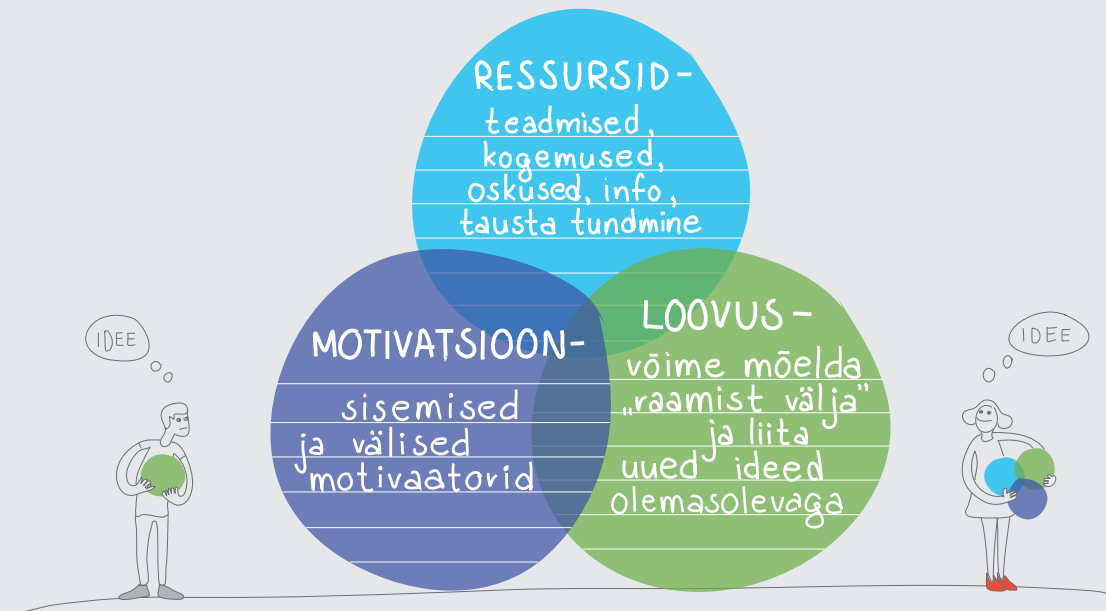 RESSURSID-
teadmised,
kogemused,
oskused, info,
tausta tundmine
MOTIVATSIOON-
sisemised
ja välised
motivaatorid
LOOVUS-
võime mõelda
„raamist välja"
ja liita
uued ideed
olemasolevaga
IDEE
IDEE